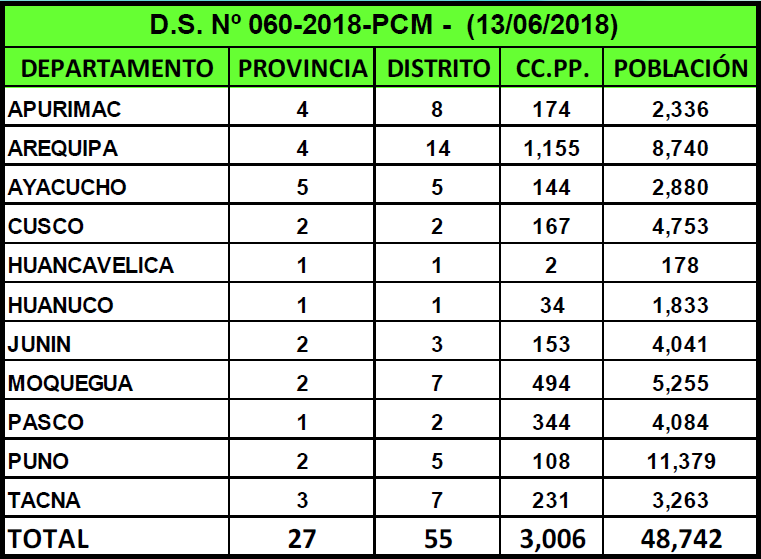 D.S. Nº 060-2018-PCM - (13/06/2018)
DEPARTAMENTO PROVINCIA DISTRITO CC.PP. POBLACIÓN
APURIMAC 4 8 174 2,336
AREQUIPA 4 14 1,155 8,740
AYACUCHO 5 5 144 2,880
CUSCO 2 2 167 4,753
HUANCAVELICA 1 1 2 178
HUANUCO 1 1 34 1,833
JUNIN 2 3 153 4,041
MOQUEGUA 2 7 494 5,255
PASCO 1 2 344 4,084
PUNO 2 5 108 11,379
TACNA 3 7 231 3,263
TOTAL 27 55 3,006 48,742